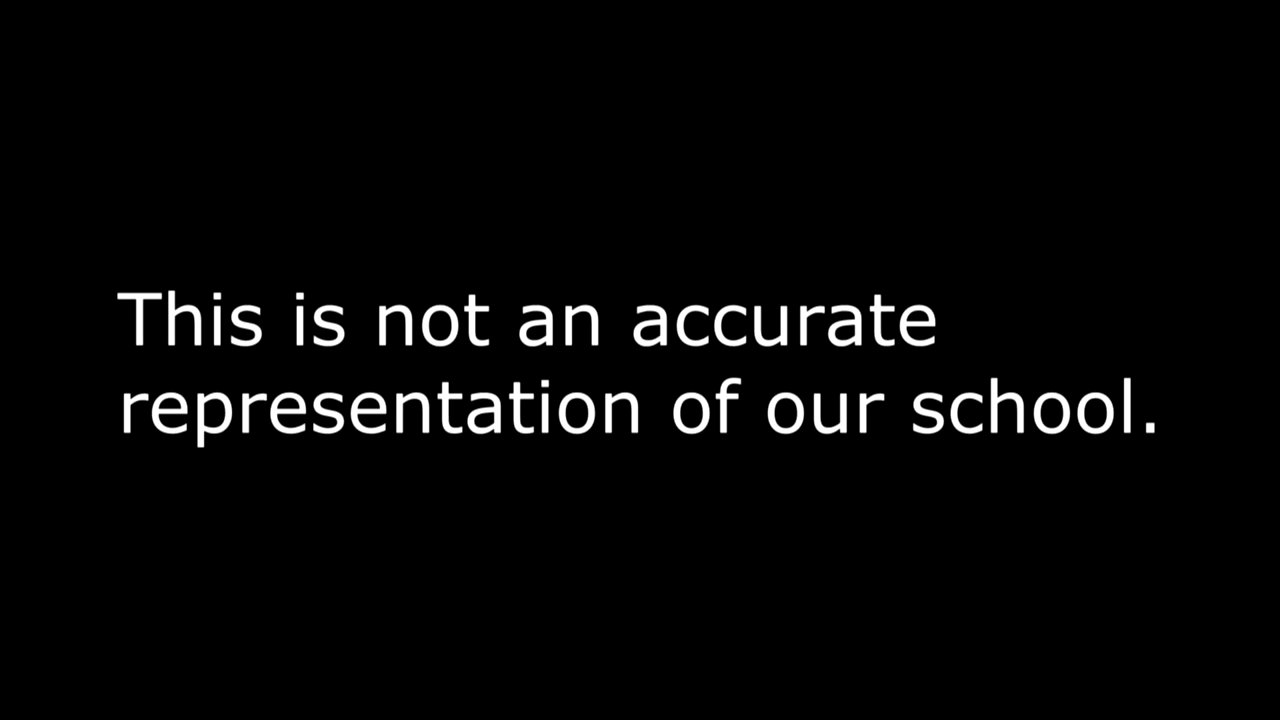 This is not an accurate
representation of our school.